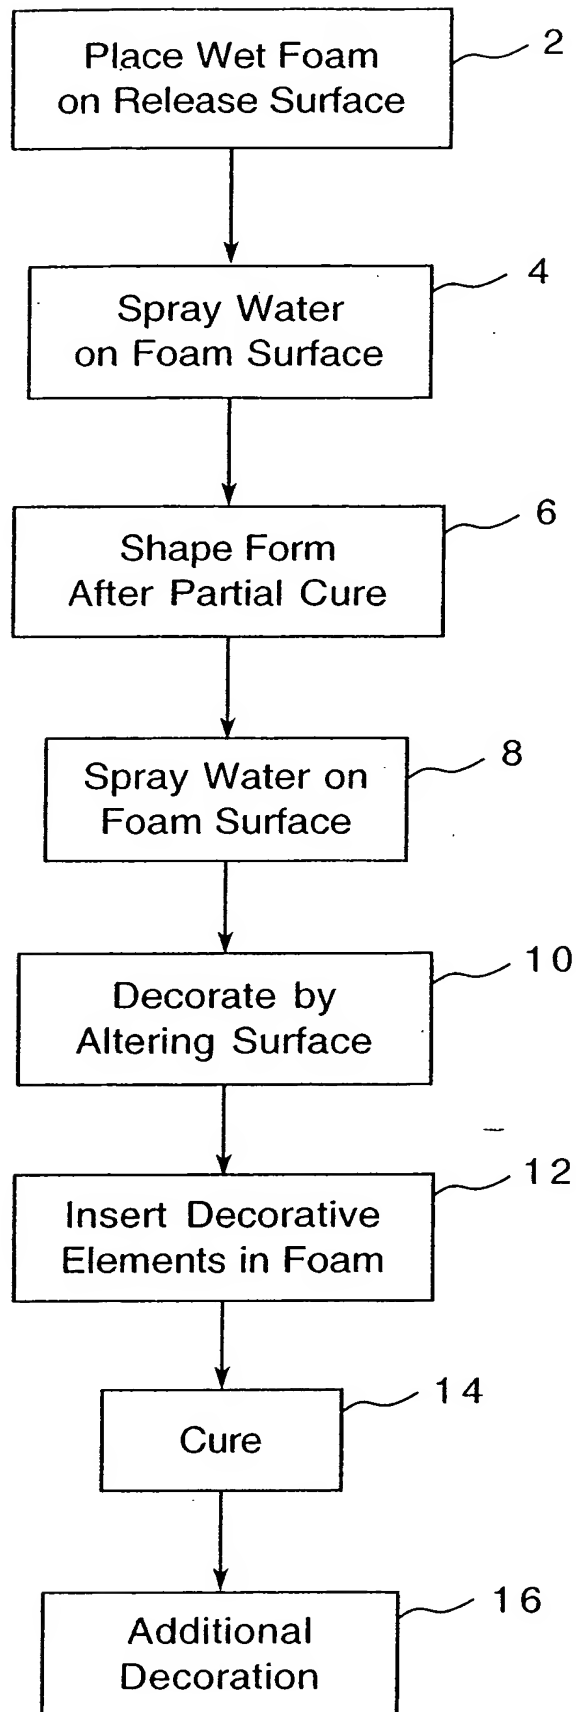 Place Wet Foam
on Release Surface
2
Spray Water
on Foam Surface
4
Shape Form
After Partial Cure
6
Spray Water on
Foam Surface
8
Decorate by
Altering Surface
10
Insert Decorative
Elements in Foam
12
Cure
14
Additional
Decoration
16